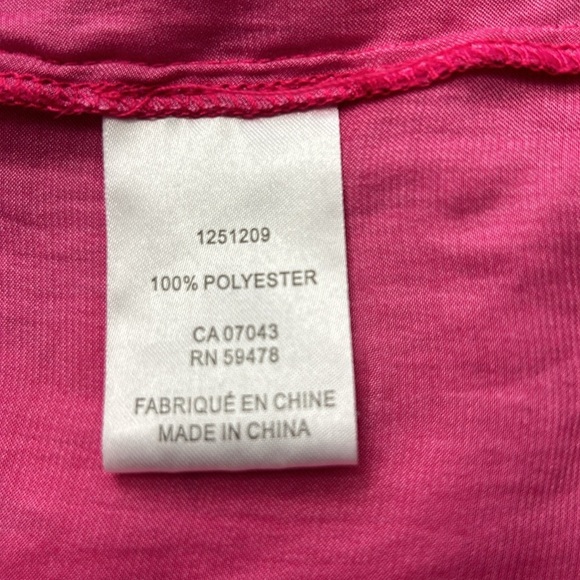 1251209
100% POLYESTER
CA 07043
RN 59478
FABRIQUÉ EN CHINE
MADE IN CHINA